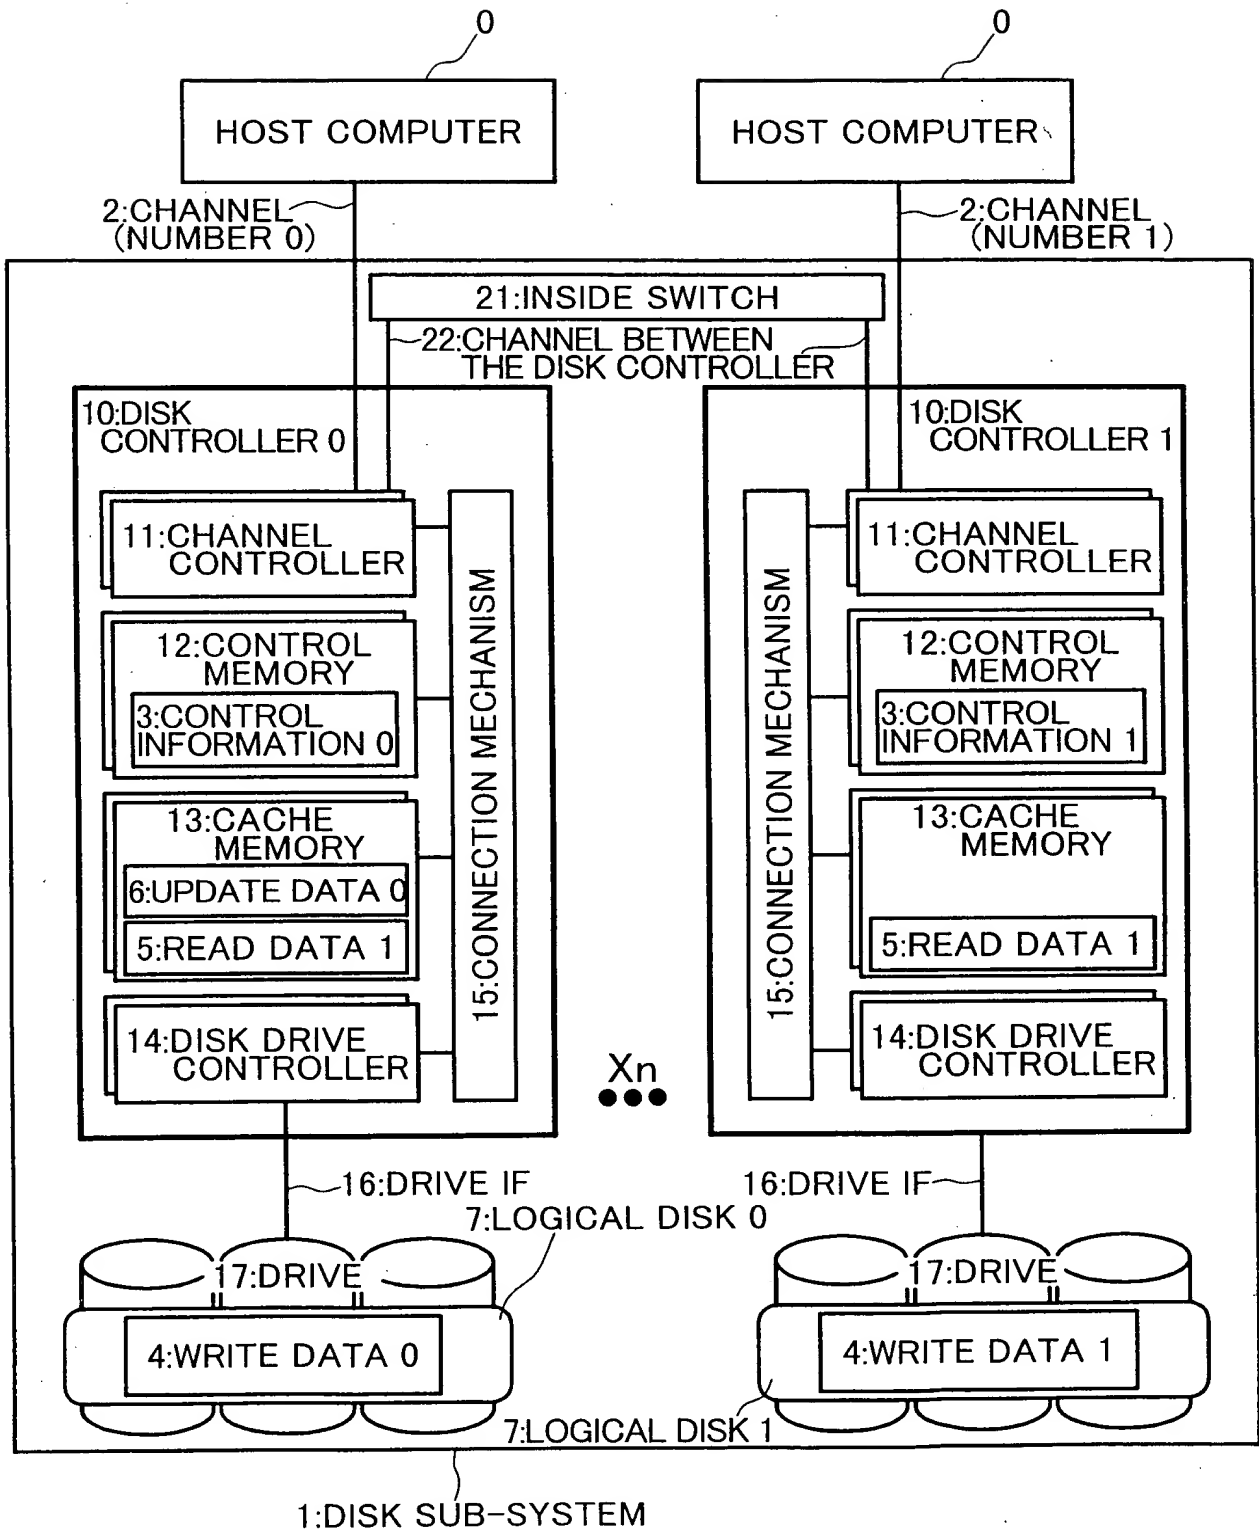 0
0
HOST COMPUTER
HOST COMPUTER
2:CHANNEL
(NUMBER 0)
2:CHANNEL
(NUMBER 1)
21:INSIDE SWITCH
22:CHANNEL BETWEEN
THE DISK CONTROLLER
10:DISK
CONTROLLER 0
11:CHANNEL
CONTROLLER
12:CONTROL
MEMORY
3:CONTROL
INFORMATION 0
13:CACHE
MEMORY
6:UPDATE DATA 0
5:READ DATA 1
14:DISK DRIVE
CONTROLLER
15:CONNECTION MECHANISM
Xn
10:DISK
CONTROLLER 1
15:CONNECTION MECHANISM
11:CHANNEL
CONTROLLER
12:CONTROL
MEMORY
3:CONTROL
INFORMATION 1
13:CACHE
MEMORY
5:READ DATA 1
14:DISK DRIVE
CONTROLLER
16:DRIVE IF
16:DRIVE IF
7:LOGICAL DISK 0
17:DRIVE
17:DRIVE
4:WRITE DATA 0
4:WRITE DATA 1
7:LOGICAL DISK 1
1:DISK SUB-SYSTEM